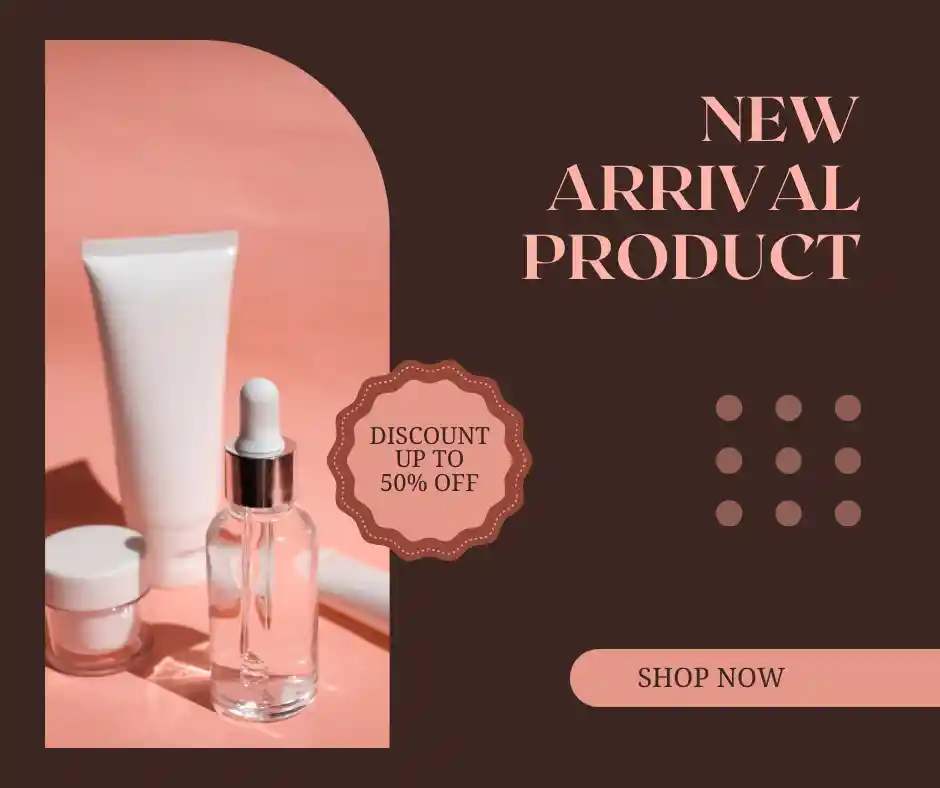 NEW
ARRIVAL
PRODUCT
DISCOUNT
UP TO
50% OFF
SHOP NOW